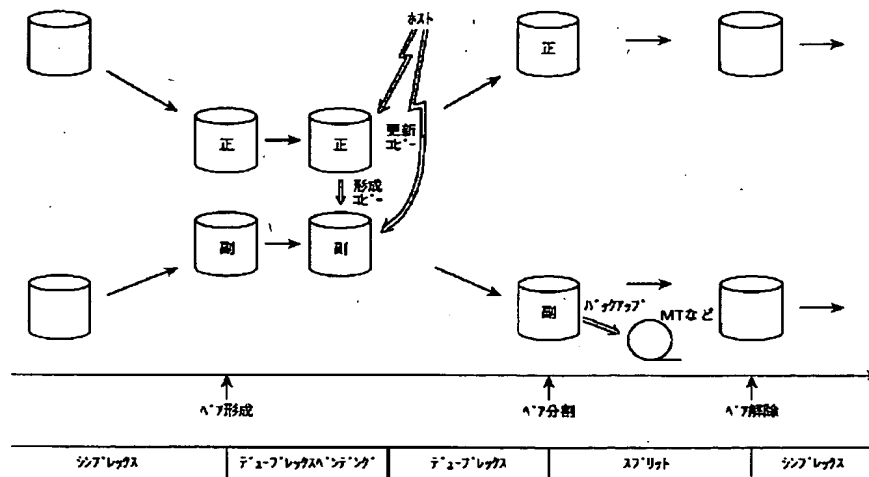 ホスト
正
正
正
更新
コピー
形成
コピー
副
副
副
バックアップ
MTなど
ペア形成
ペア分割
ペア解除
シンプレックス
デュープレックスペンデング
デュープレックス
スプリット
シンプレックス